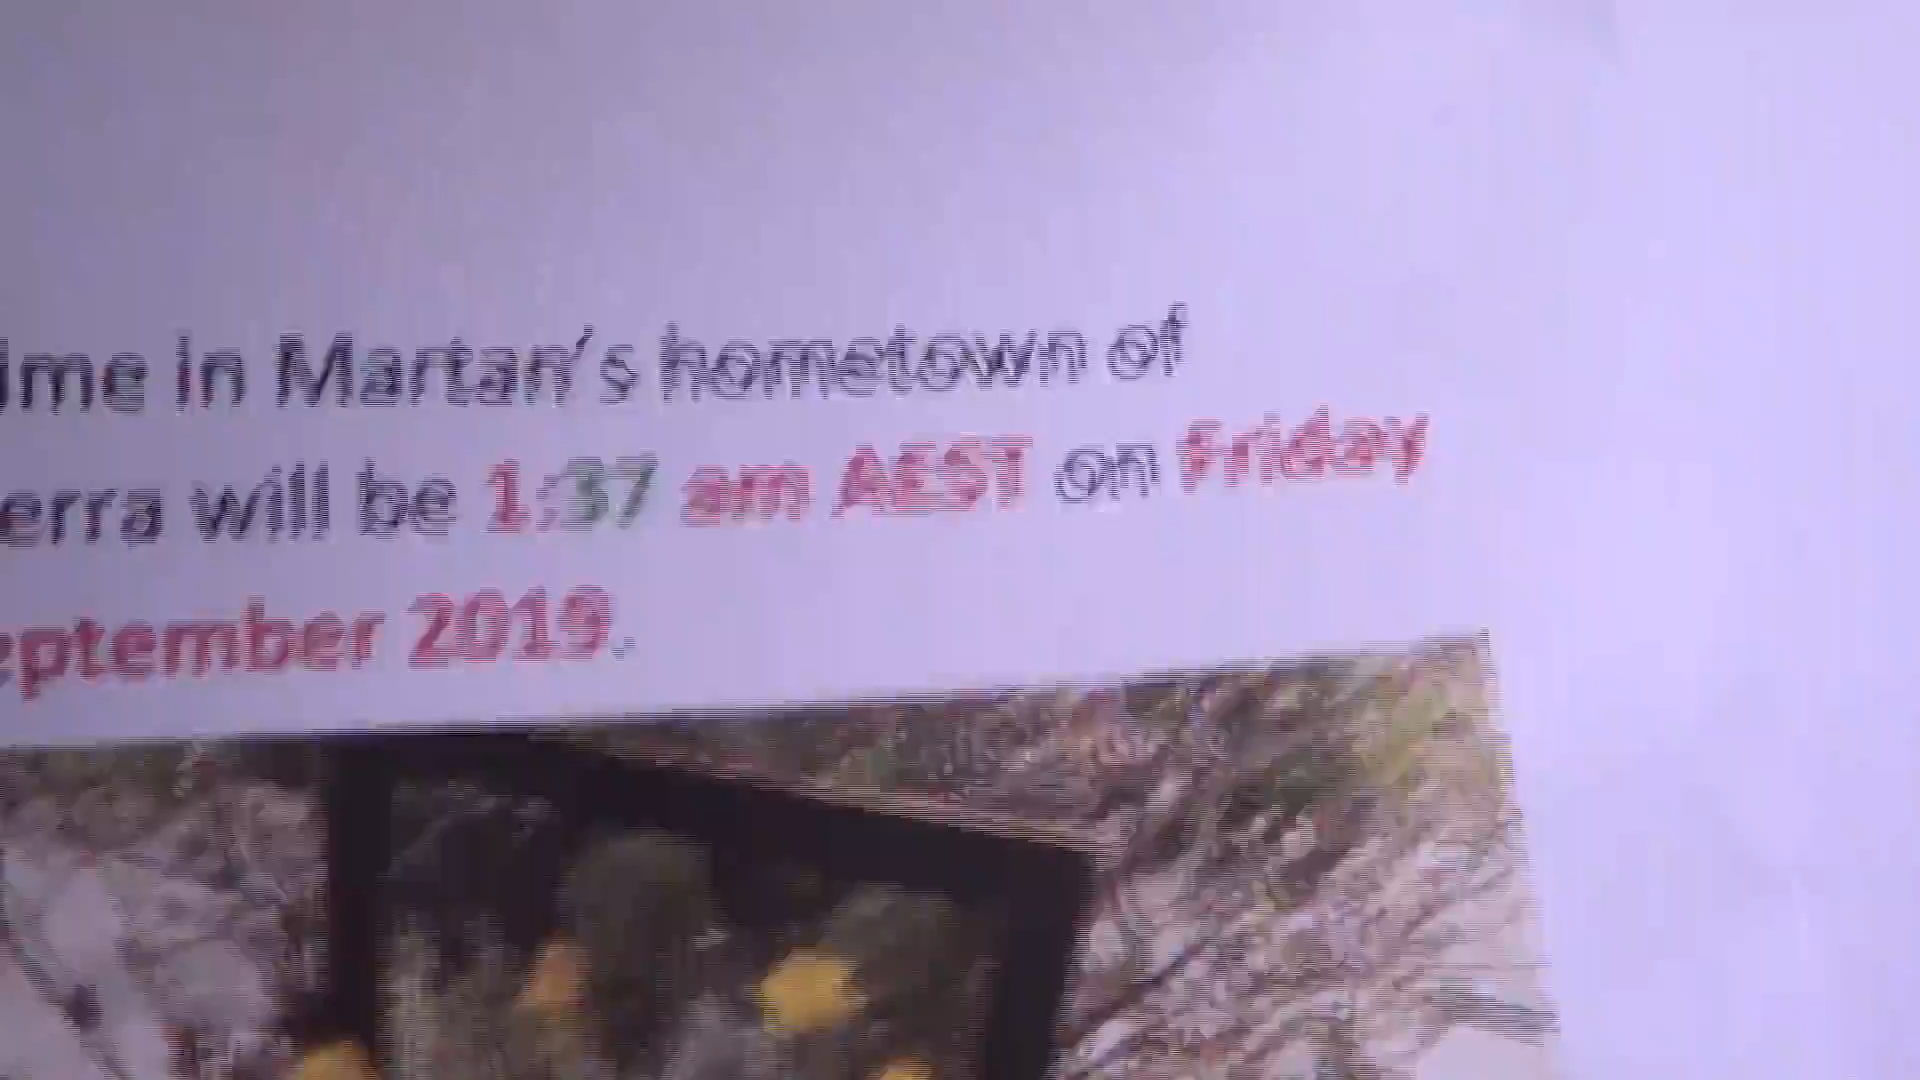 ime in Martan's hometown of
erra will be 1:37 am AEST on Friday
eptember 2019.